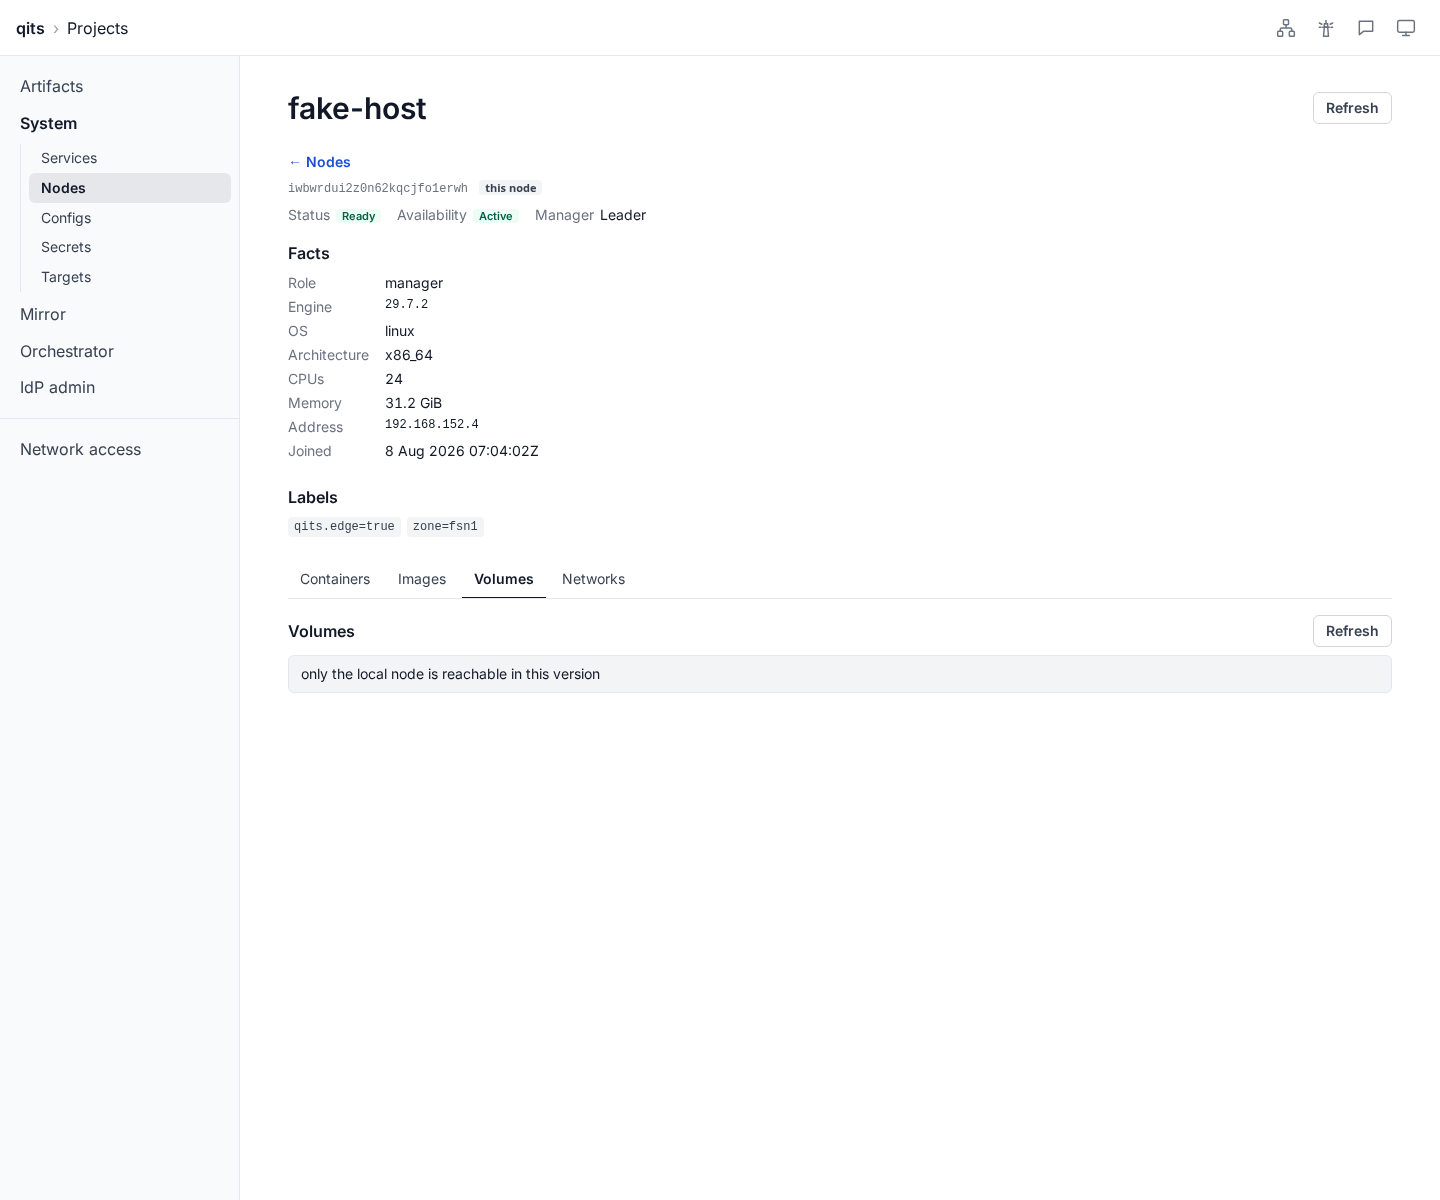 qits › Projects
Artifacts
System
Services
Nodes
Configs
Secrets
Targets
Mirror
Orchestrator
IdP admin
Network access
fake-host
Refresh
← Nodes
iwbwrdui2z0n62kqcjfo1erwh this node
Status Ready Availability Active Manager Leader
Facts
Role manager
Engine 29.7.2
OS linux
Architecture x86_64
CPUs 24
Memory 31.2 GiB
Address 192.168.152.4
Joined 8 Aug 2026 07:04:02Z
Labels
qits.edge=true zone=fsn1
Containers Images Volumes Networks
Volumes
Refresh
only the local node is reachable in this version